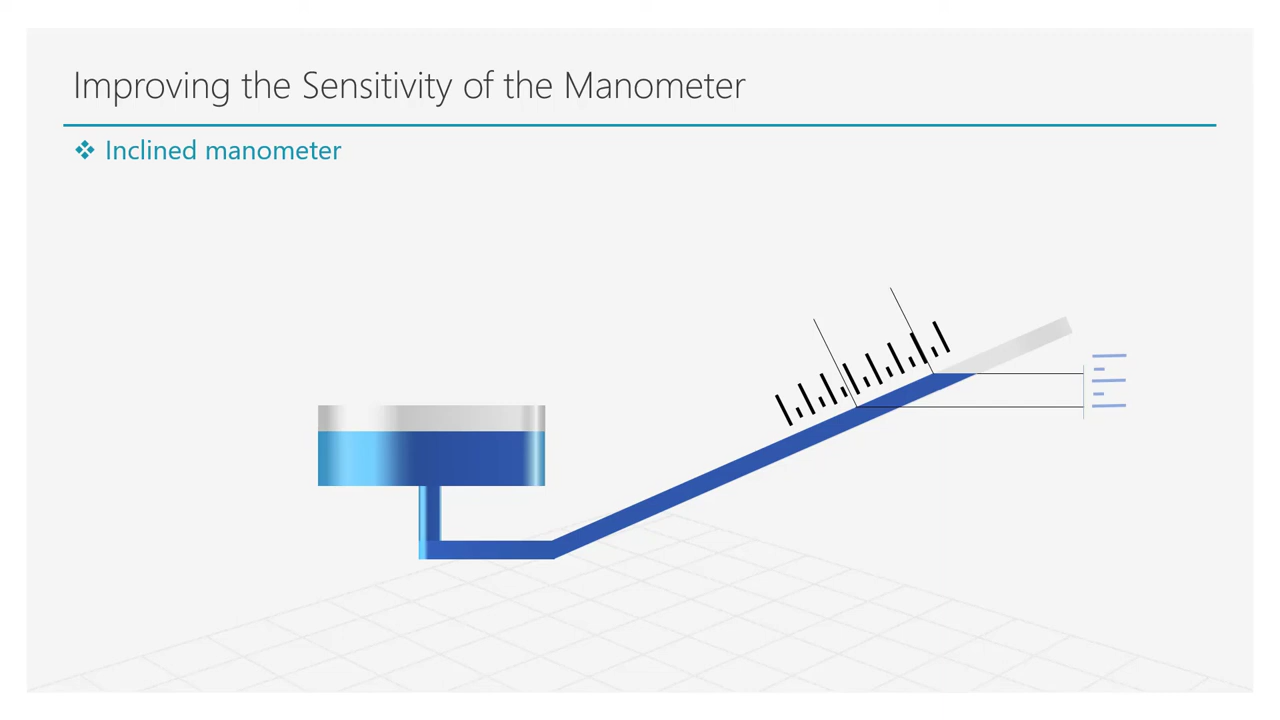 Improving the Sensitivity of the Manometer
❖ Inclined manometer